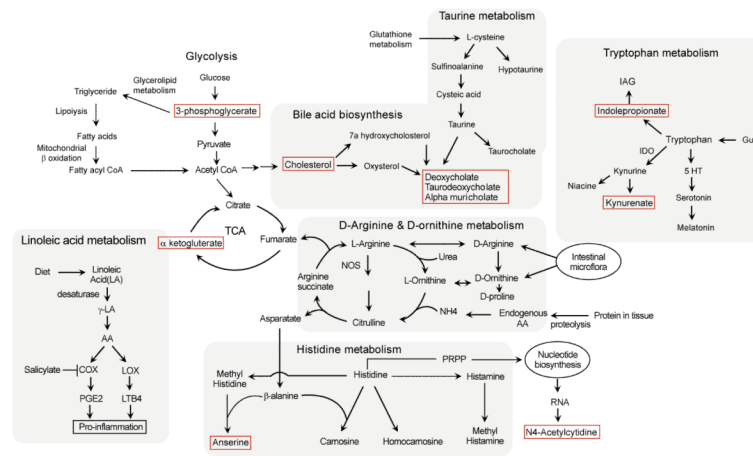 Taurine metabolism
Glutathione
metabolism
L-cysteine
Sulfinoalanine
Hypotaurine
Cysteic acid
Taurine
Taurocholate
Glycolysis
Glycerolipid
metabolism
Glucose
Triglyceride
3-phosphoglycerate
Lipoiysis
Fatty acids
Pyruvate
Mitochondrial
β oxidation
Fatty acyl CoA
Acetyl CoA
Bile acid biosynthesis
7a hydroxycholsterol
Cholesterol
Oxysterol
Deoxycholate
Taurodeoxycholate
Alpha muricholate
Tryptophan metabolism
IAG
Indolepropionate
Tryptophan
Gu
IDO
Kynurine
5 HT
Niacine
Kynurenate
Serotonin
Melatonin
Citrate
TCA
α ketogluterate
Fumarate
Linoleic acid metabolism
Diet
Linoleic
Acid(LA)
desaturase
γ-LA
AA
Salicylate
COX
LOX
PGE2
LTB4
Pro-inflammation
D-Arginine & D-ornithine metabolism
L-Arginine
D-Arginine
NOS
Urea
Arginine
succinate
L-Ornithine
D-Ornithine
D-proline
Intestinal
microflora
Asparatate
Citrulline
NH4
Endogenous
AA
proteolysis
Protein in tissue
Histidine metabolism
PRPP
Nucleotide
biosynthesis
Methyl
Histidine
Histidine
Histamine
β-alanine
RNA
Anserine
Carnosine
Homocarnosine
Methyl
Histamine
N4-Acetylcytidine